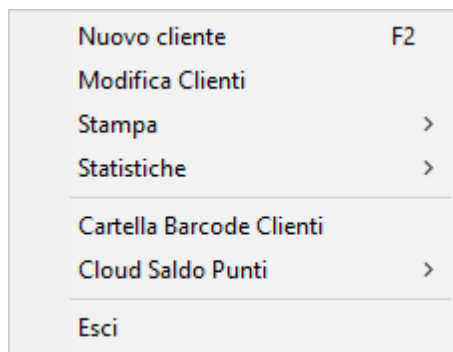 Nuovo cliente F2
Modifica Clienti
Stampa
Statistiche
Cartella Barcode Clienti
Cloud Saldo Punti
Esci